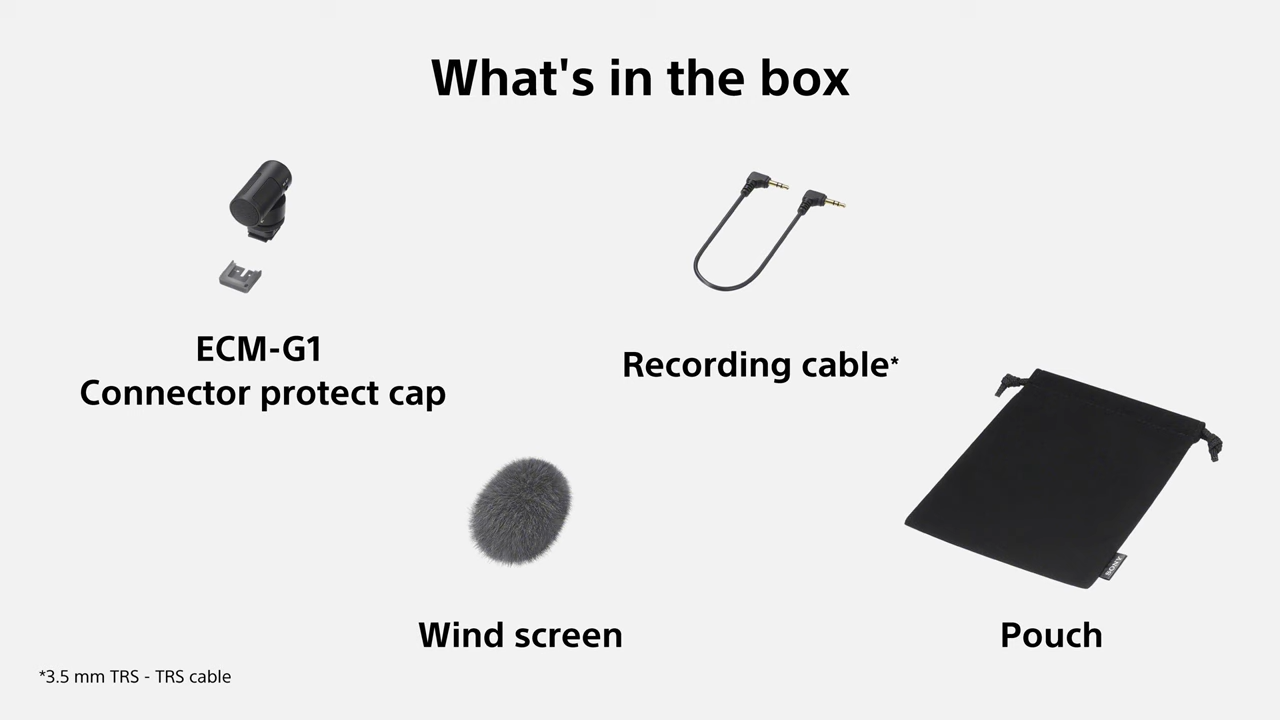 What's in the box
ECM-G1
Connector protect cap
Recording cable*
SONY
Wind screen
Pouch
*3.5 mm TRS - TRS cable